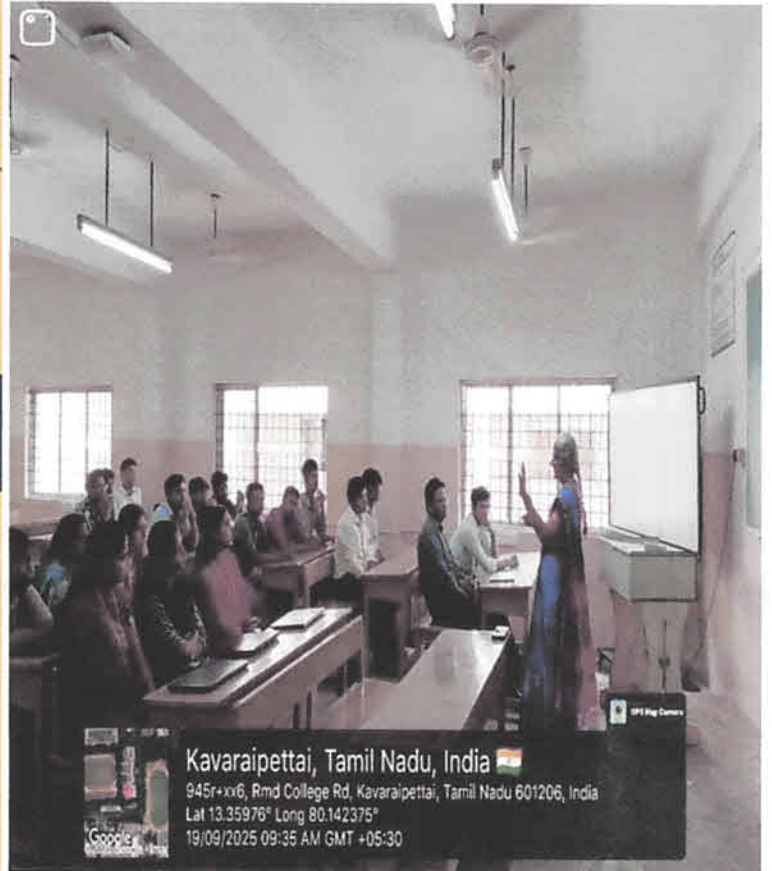 GPS Map Camera
Kavaraipettai, Tamil Nadu, India
945r+xx6, Rmd College Rd, Kavaraipettai, Tamil Nadu 601206, India
Lat 13.35976° Long 80.142375°
19/09/2025 09:35 AM GMT +05:30
Google